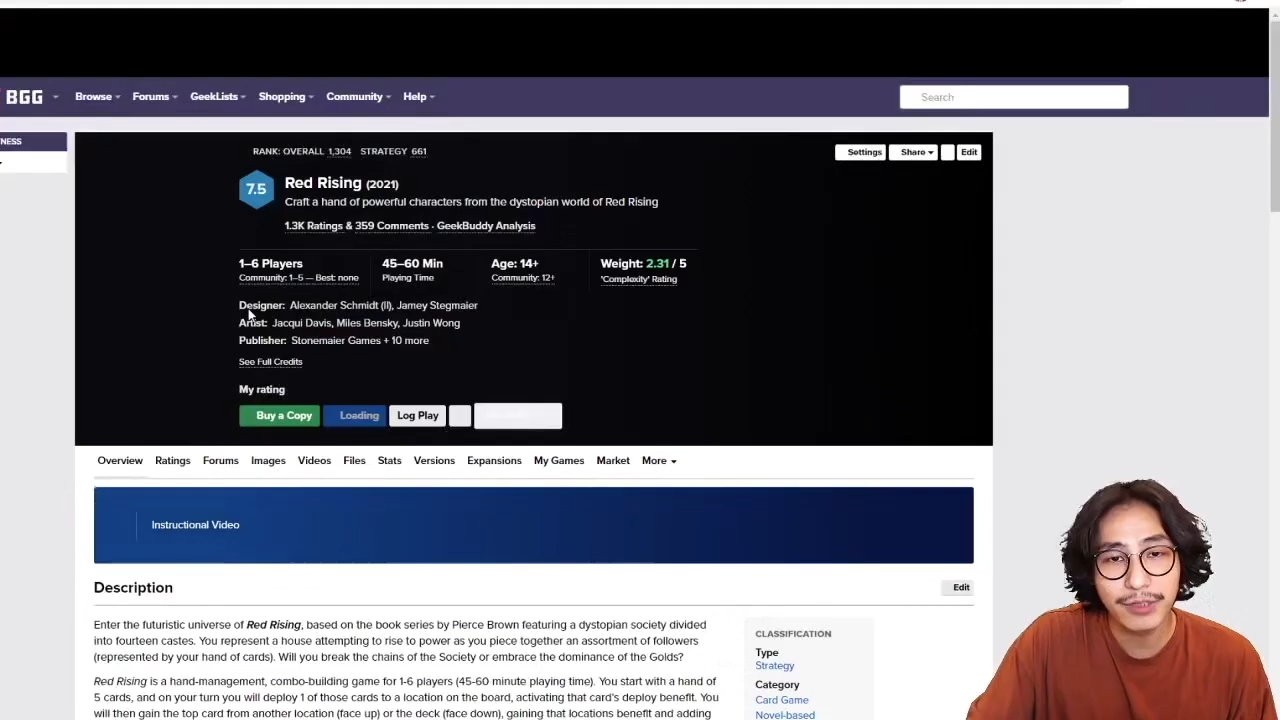 BGG Browse Forums GeekLists Shopping Community Help Search
NESS
RANK: OVERALL 1,304 STRATEGY 661
Settings Share Edit
7.5
Red Rising (2021)
Craft a hand of powerful characters from the dystopian world of Red Rising
1.3K Ratings & 359 Comments · GeekBuddy Analysis
1–6 Players 45–60 Min Age: 14+ Weight: 2.31 / 5
Community: 1–5 — Best: none Playing Time Community: 12+ 'Complexity' Rating
Designer: Alexander Schmidt (II), Jamey Stegmaier
Artist: Jacqui Davis, Miles Bensky, Justin Wong
Publisher: Stonemaier Games + 10 more
See Full Credits
My rating
Buy a Copy Loading Log Play
Overview Ratings Forums Images Videos Files Stats Versions Expansions My Games Market More
Instructional Video
Description
Edit
Enter the futuristic universe of Red Rising, based on the book series by Pierce Brown featuring a dystopian society divided
into fourteen castes. You represent a house attempting to rise to power as you piece together an assortment of followers
(represented by your hand of cards). Will you break the chains of the Society or embrace the dominance of the Golds?
Red Rising is a hand-management, combo-building game for 1-6 players (45-60 minute playing time). You start with a hand of
5 cards, and on your turn you will deploy 1 of those cards to a location on the board, activating that card's deploy benefit. You
will then gain the top card from another location (face up) or the deck (face down), gaining that locations benefit and adding
CLASSIFICATION
Type
Strategy
Category
Card Game
Novel-based